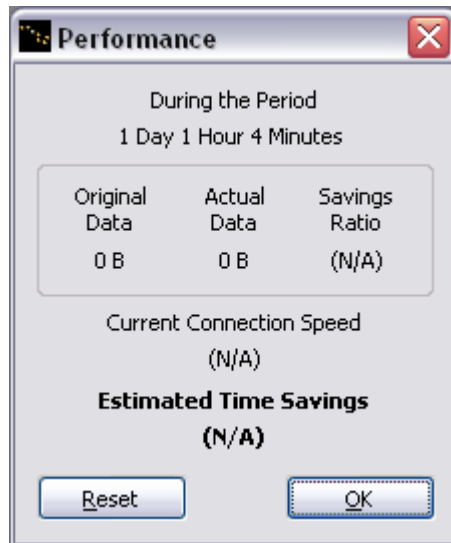 Performance
During the Period
1 Day 1 Hour 4 Minutes
Original Actual Savings
Data Data Ratio
0 B 0 B (N/A)
Current Connection Speed
(N/A)
Estimated Time Savings
(N/A)
Reset OK